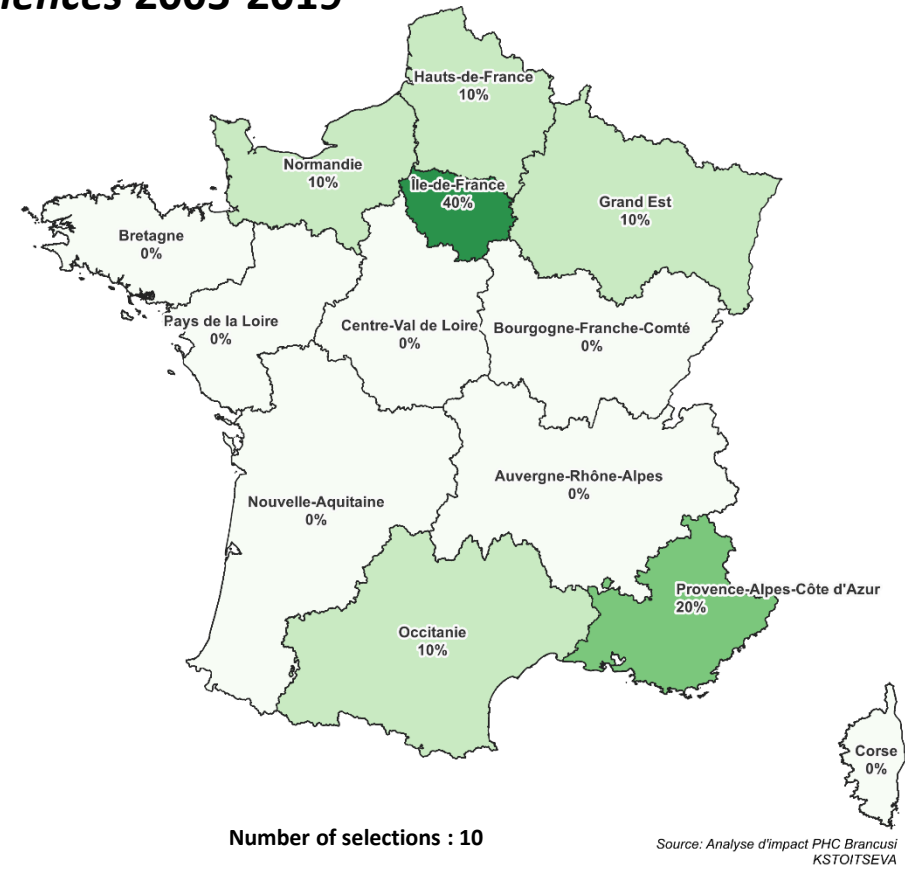 2005-2019
Hauts-de-France
10%
Normandie
10%
Île-de-France
40%
Grand Est
10%
Bretagne
0%
Pays de la Loire
0%
Centre-Val de Loire
0%
Bourgogne-Franche-Comté
0%
Auvergne-Rhône-Alpes
0%
Nouvelle-Aquitaine
0%
Provence-Alpes-Côte d'Azur
20%
Occitanie
10%
Corse
0%
Number of selections : 10
Source: Analyse d'impact PHC Brancusi
KSTOITSEVA